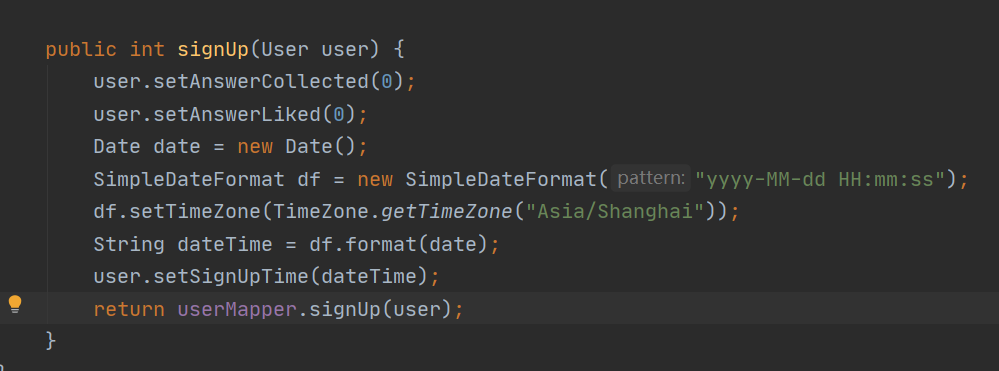 public int signUp(User user) {
user.setAnswerCollected(0);
user.setAnswerLiked(0);
Date date = new Date();
SimpleDateFormat df = new SimpleDateFormat( pattern: "yyyy-MM-dd HH:mm:ss");
df.setTimeZone(TimeZone.getTimeZone("Asia/Shanghai"));
String dateTime = df.format(date);
user.setSignUpTime(dateTime);
return userMapper.signUp(user);
}